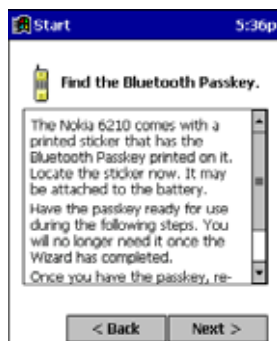 Start 5:36p
Find the Bluetooth Passkey.
The Nokia 6210 comes with a
printed sticker that has the
Bluetooth Passkey printed on it.
Locate the sticker now. It may
be attached to the battery.
Have the passkey ready for use
during the following steps. You
will no longer need it once the
Wizard has completed.
Once you have the passkey, re-
< Back Next >